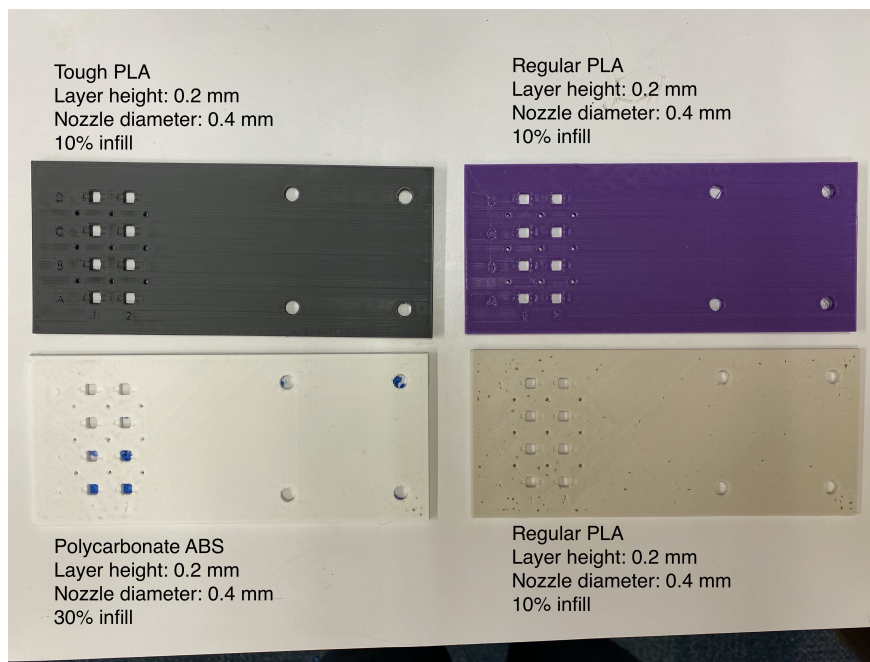 Tough PLA
Layer height: 0.2 mm
Nozzle diameter: 0.4 mm
10% infill
Regular PLA
Layer height: 0.2 mm
Nozzle diameter: 0.4 mm
10% infill
D
C
B
A
1 2
Polycarbonate ABS
Layer height: 0.2 mm
Nozzle diameter: 0.4 mm
30% infill
Regular PLA
Layer height: 0.2 mm
Nozzle diameter: 0.4 mm
10% infill